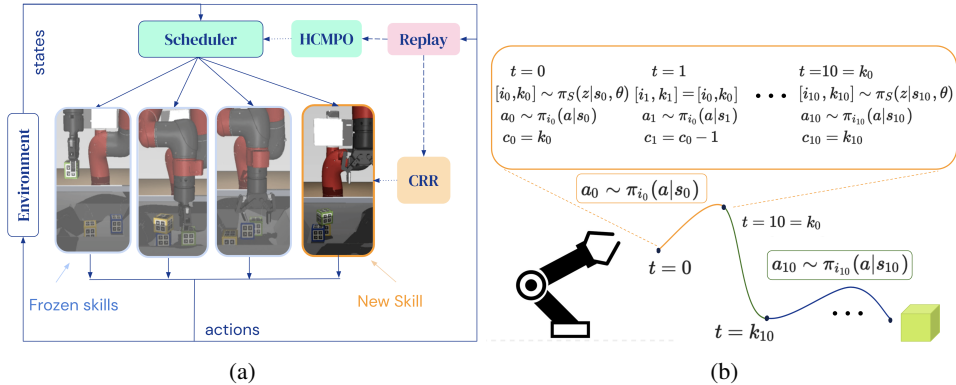 states
Scheduler
HCMPO
Replay
Environment
CRR
Frozen skills
New Skill
actions
(a)
t = 0
t = 1
t=10 = k₀
[i₀,k₀] ∼ π_S(z|s₀, θ)
[i₁, k₁] = [i₀,k₀]
• • •
[i₁₀, k₁₀] ∼ π_S(z|s₁₀, θ)
a₀ ∼ π_{i₀}(a|s₀)
a₁ ∼ π_{i₀}(a|s₁)
a₁₀ ∼ π_{i₁₀}(a|s₁₀)
c₀ = k₀
c₁ = c₀ − 1
c₁₀ = k₁₀
a₀ ∼ π_{i₀}(a|s₀)
t = 10 = k₀
t = 0
a₁₀ ∼ π_{i₁₀}(a|s₁₀)
• • •
t = k₁₀
(b)